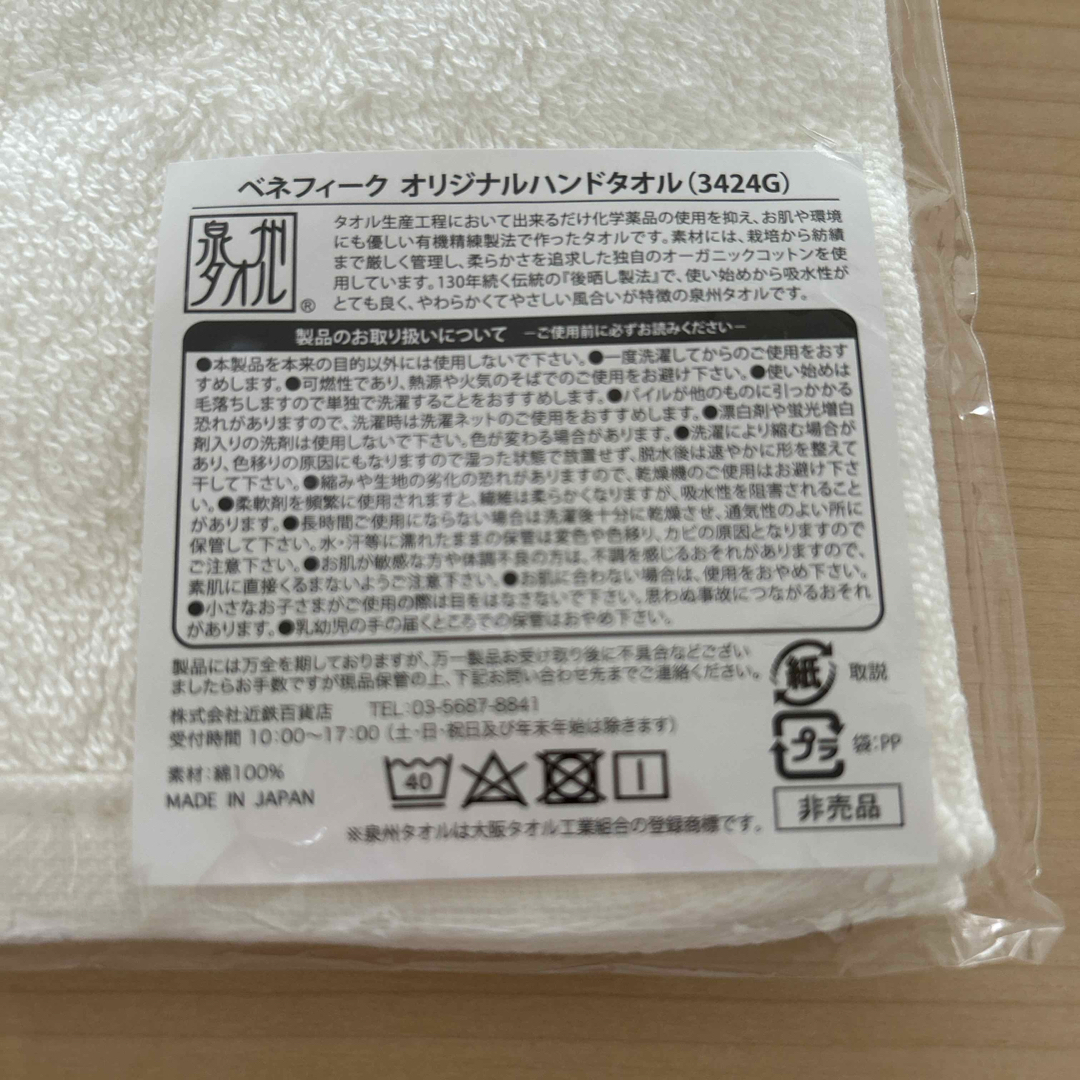 ベネフィーク オリジナルハンドタオル(3424G)
泉州
タオル
®
タオル生産工程において出来るだけ化学薬品の使用を抑え、お肌や環境
にも優しい有機精練製法で作ったタオルです。素材には、栽培から紡績
まで厳しく管理し、柔らかさを追求した独自のオーガニックコットンを使
用しています。130年続く伝統の『後晒し製法』で、使い始めから吸水性が
とても良く、やわらかくてやさしい風合いが特徴の泉州タオルです。
製品のお取り扱いについて －ご使用前に必ずお読みください－
●本製品を本来の目的以外には使用しないで下さい。●一度洗濯してからのご使用をおす
すめします。●可燃性であり、熱源や火気のそばでのご使用をお避け下さい。●使い始めは
毛落ちしますので単独で洗濯することをおすすめします。●パイルが他のものに引っかかる
恐れがありますので、洗濯時は洗濯ネットのご使用をおすすめします。●漂白剤や蛍光増白
剤入りの洗剤は使用しないで下さい。色が変わる場合があります。●洗濯により縮む場合が
あり、色移りの原因にもなりますので湿った状態で放置せず、脱水後は速やかに形を整えて
干して下さい。●縮みや生地の劣化の恐れがありますので、乾燥機のご使用はお避け下さ
い。●柔軟剤を頻繁に使用されますと、繊維は柔らかくなりますが、吸水性を阻害されること
があります。●長時間ご使用にならない場合は洗濯後十分に乾燥させ、通気性のよい所に
保管して下さい。水・汗等に濡れたままの保管は変色や色移り、カビの原因となりますので
ご注意下さい。●お肌が敏感な方や体調不良の方は、不調を感じるおそれがありますので、
素肌に直接くるまないようご注意下さい。●お肌に合わない場合は、使用をおやめ下さい。
●小さなお子さまがご使用の際は目をはなさないで下さい。思わぬ事故につながるおそれ
があります。●乳幼児の手の届くところでの保管はおやめ下さい。
製品には万全を期しておりますが、万一製品お受け取り後に不具合などござい
ましたらお手数ですが現品保管の上、下記お問い合わせ先までご連絡ください。
株式会社近鉄百貨店 TEL:03-5687-8841
受付時間 10:00～17:00 (土・日・祝日及び年末年始は除きます)
紙 取説
プラ 袋:PP
素材:綿100%
MADE IN JAPAN
40
非売品
※泉州タオルは大阪タオル工業組合の登録商標です。